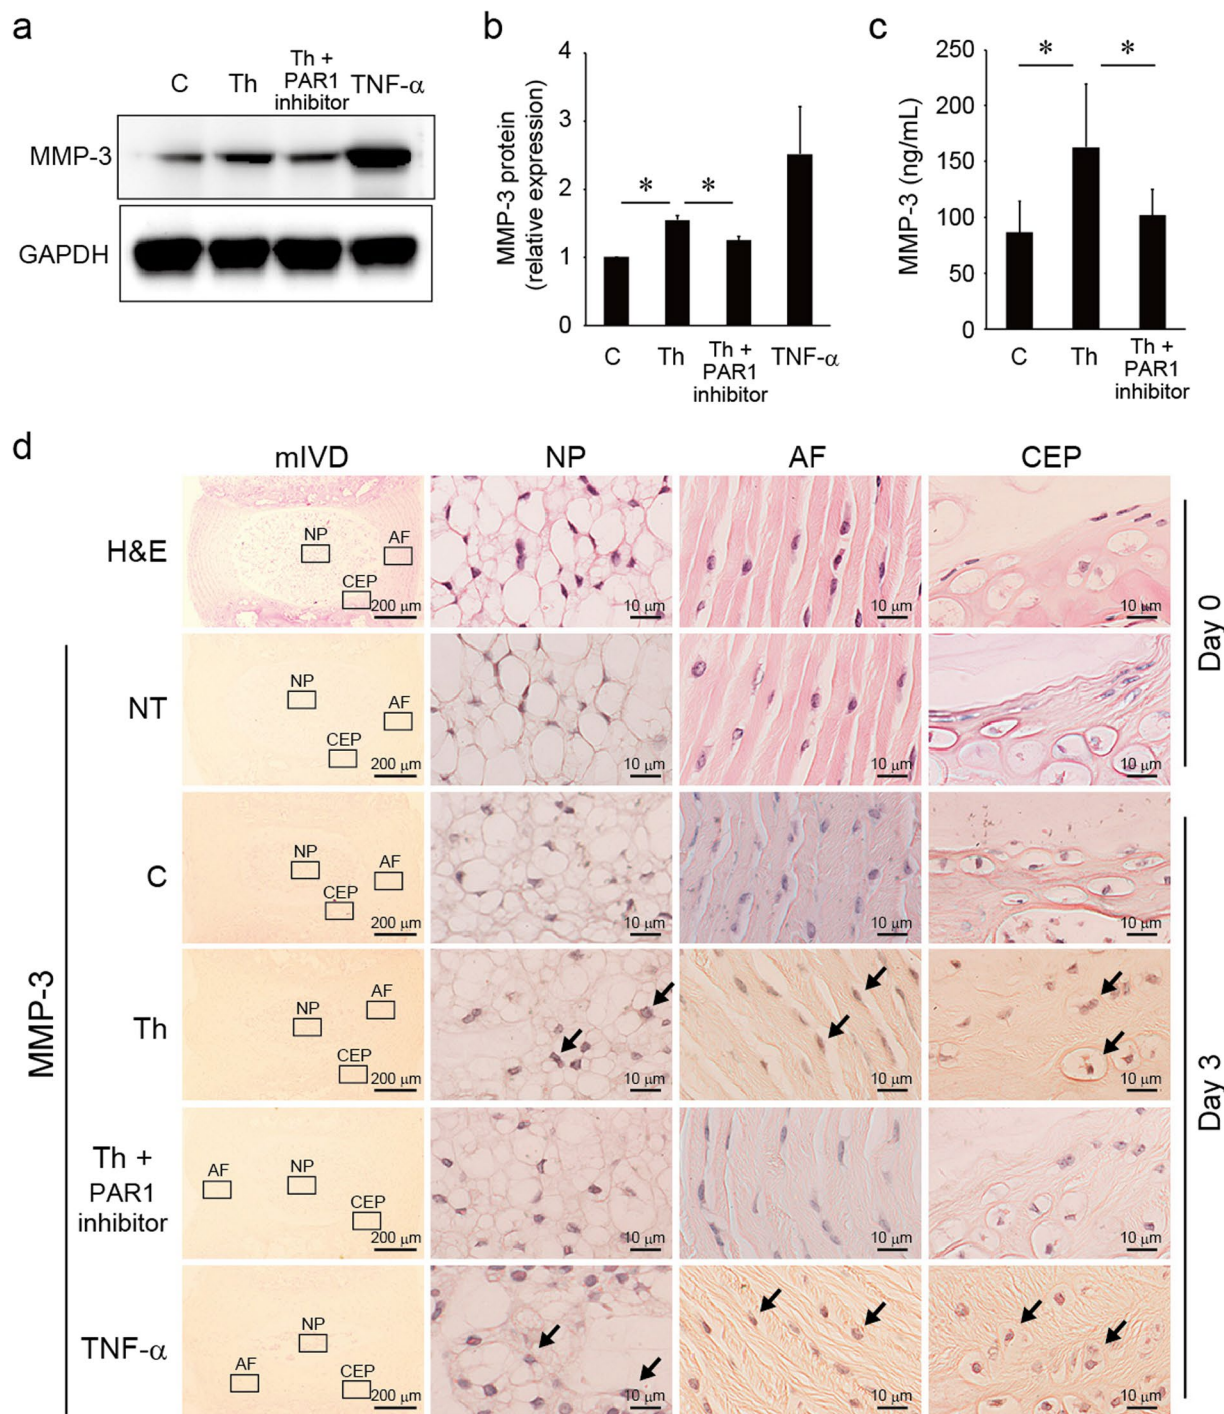 a
C
Th
Th +
PAR1
inhibitor
TNF-α
MMP-3
GAPDH
b
MMP-3 protein
(relative expression)
4
3
2
1
0
*
*
C
Th
Th +
PAR1
inhibitor
TNF-α
c
MMP-3 (ng/mL)
250
200
150
100
50
0
*
*
C
Th
Th +
PAR1
inhibitor
d
mIVD NP AF CEP
H&E
NP
AF
CEP
200 μm
10 μm
10 μm
10 μm
NT
NP
AF
CEP
200 μm
10 μm
10 μm
10 μm
Day 0
MMP-3
C
NP
AF
CEP
200 μm
10 μm
10 μm
10 μm
Th
AF
NP
CEP
200 μm
10 μm
10 μm
10 μm
Th +
PAR1
inhibitor
AF
NP
CEP
200 μm
10 μm
10 μm
10 μm
TNF-α
NP
AF
CEP
200 μm
10 μm
10 μm
10 μm
Day 3